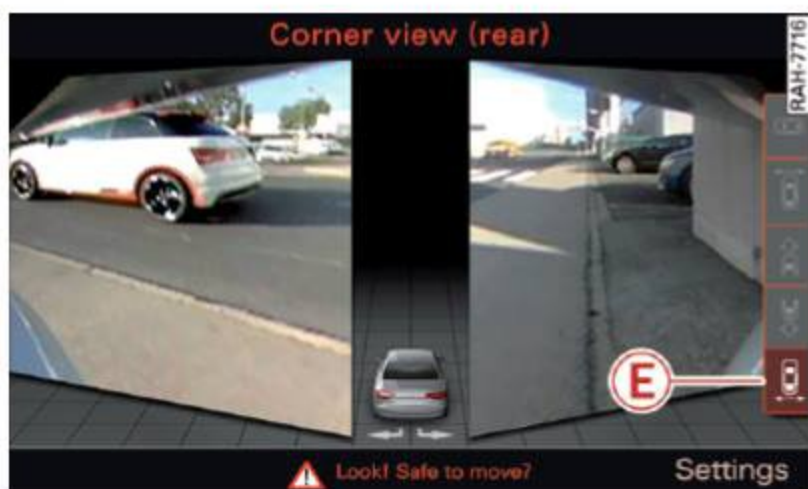 Corner view (rear)
RAH-7716
E
Look! Safe to move?
Settings